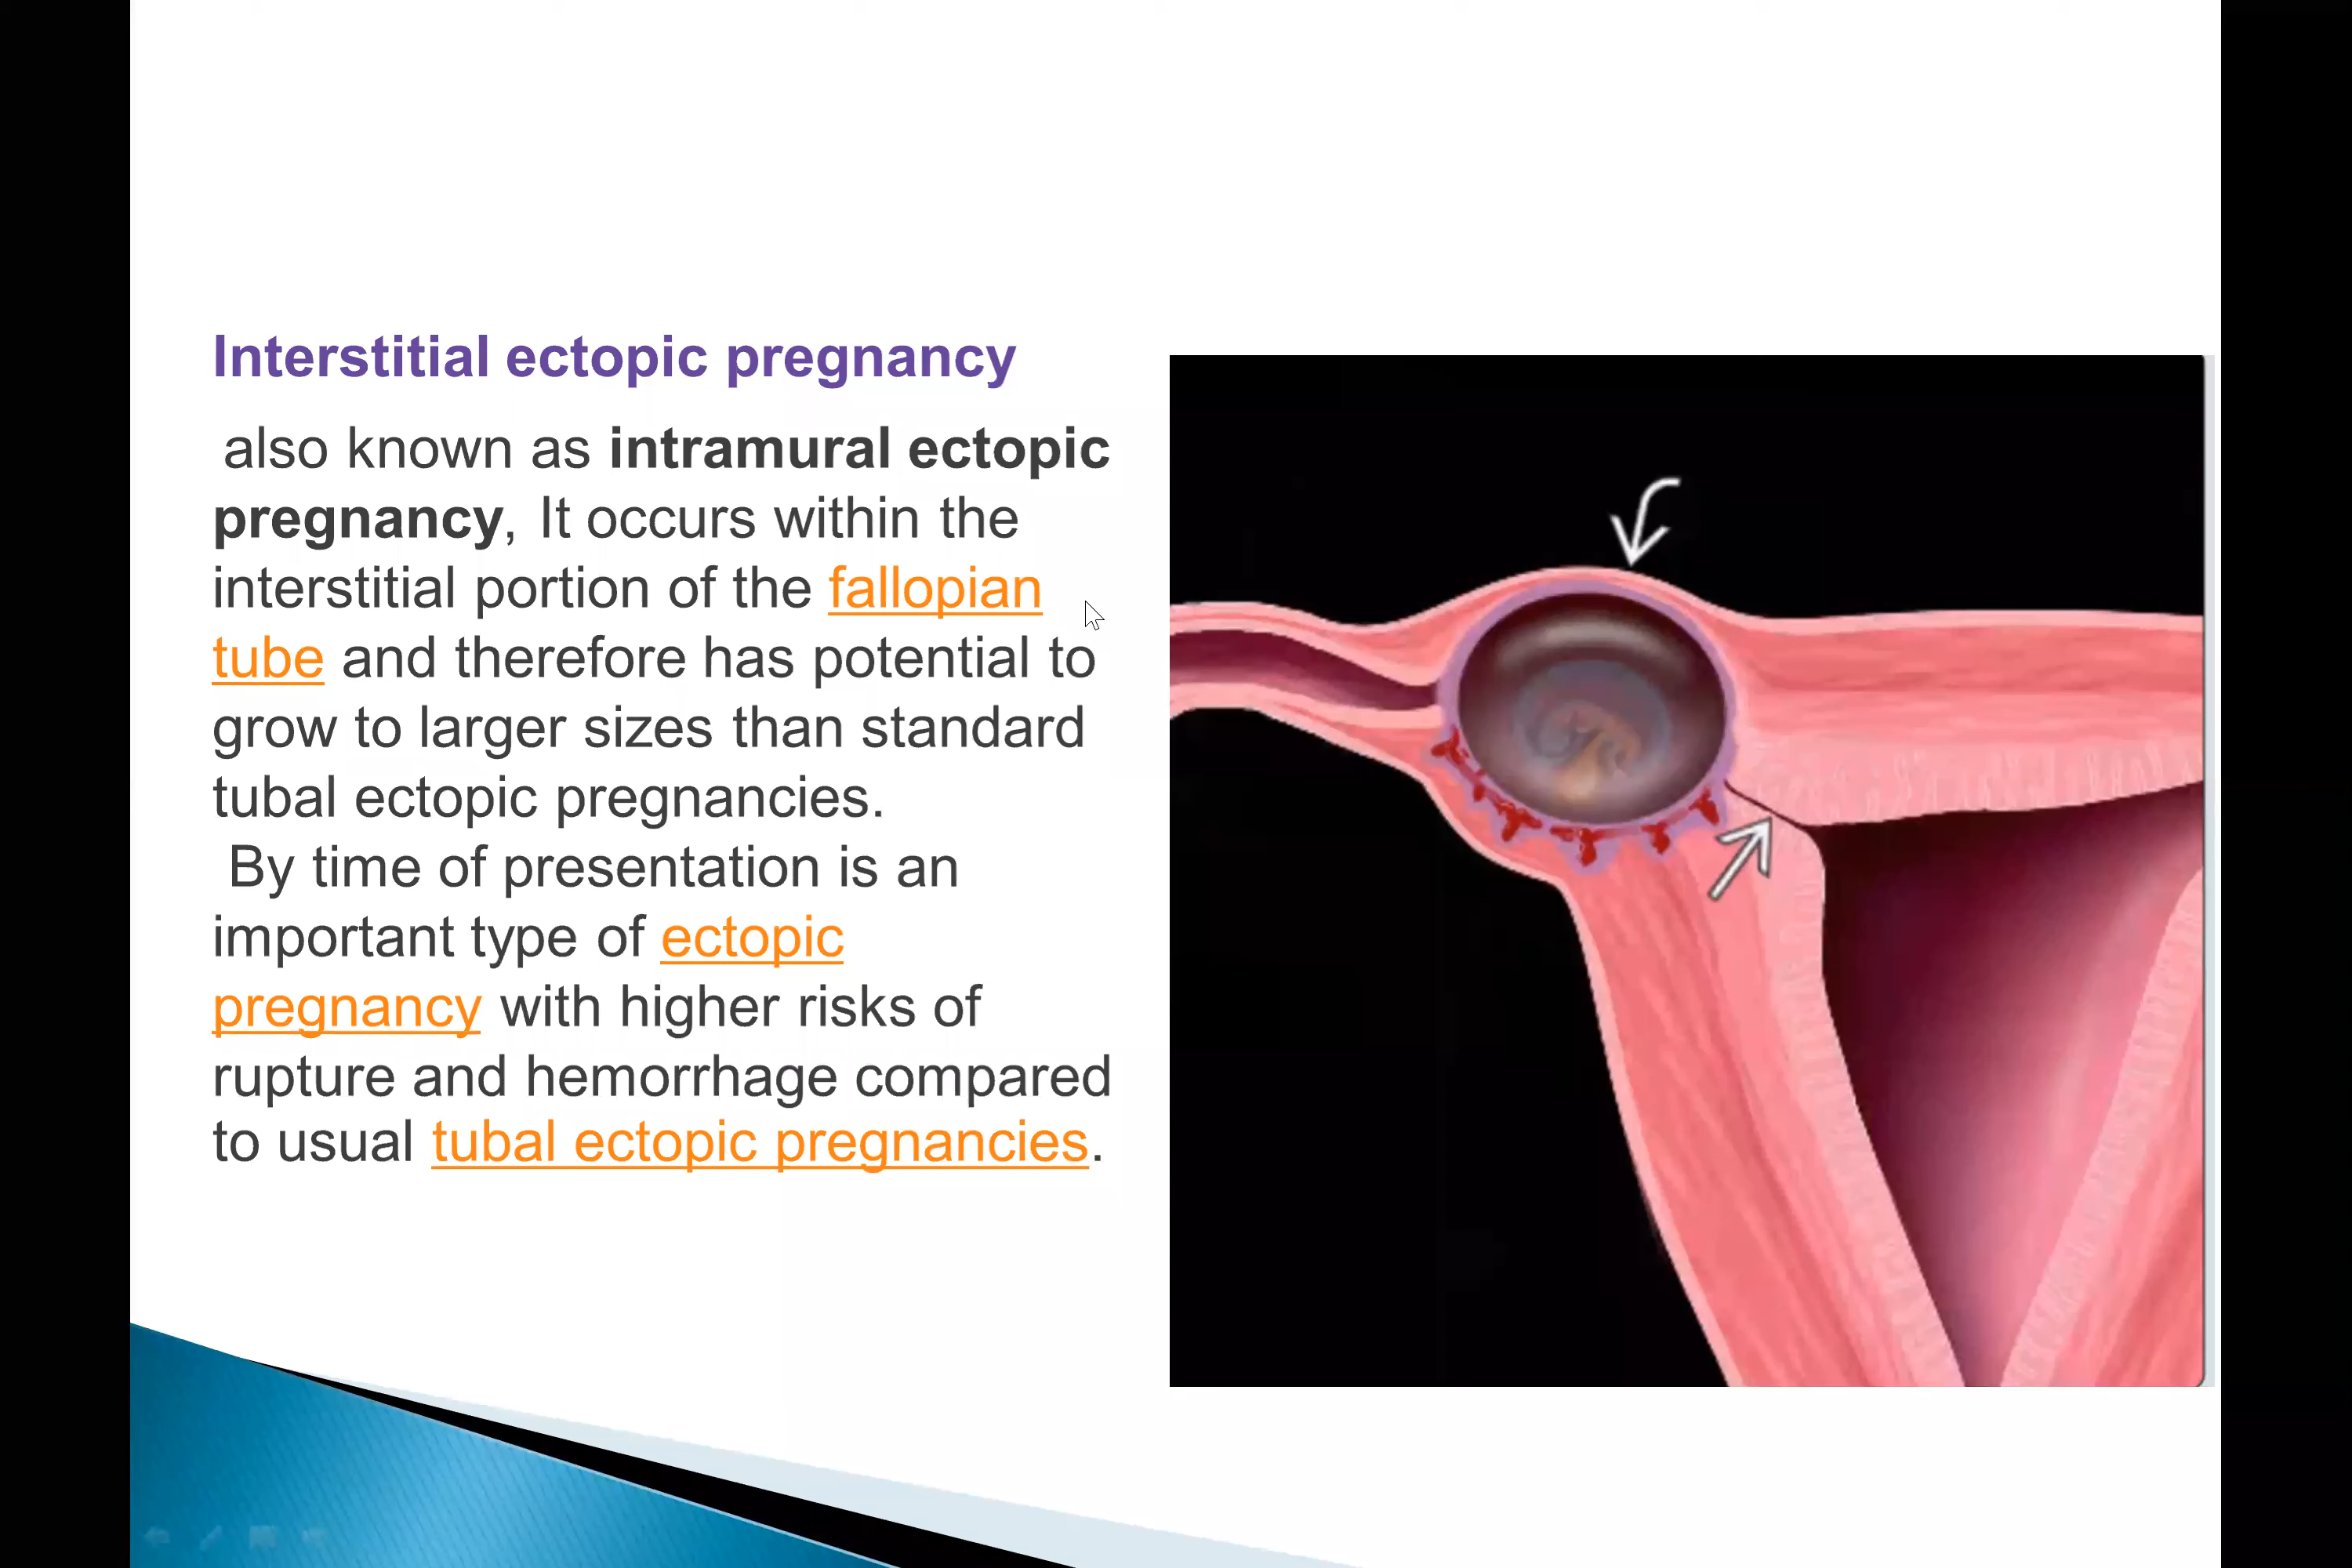 Interstitial ectopic pregnancy
also known as intramural ectopic
pregnancy, It occurs within the
interstitial portion of the fallopian
tube and therefore has potential to
grow to larger sizes than standard
tubal ectopic pregnancies.
By time of presentation is an
important type of ectopic
pregnancy with higher risks of
rupture and hemorrhage compared
to usual tubal ectopic pregnancies.